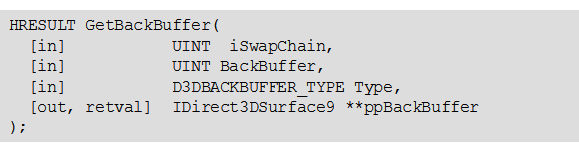 HRESULT GetBackBuffer(
[in] UINT iSwapChain,
[in] UINT BackBuffer,
[in] D3DBACKBUFFER_TYPE Type,
[out, retval] IDirect3DSurface9 **ppBackBuffer
);